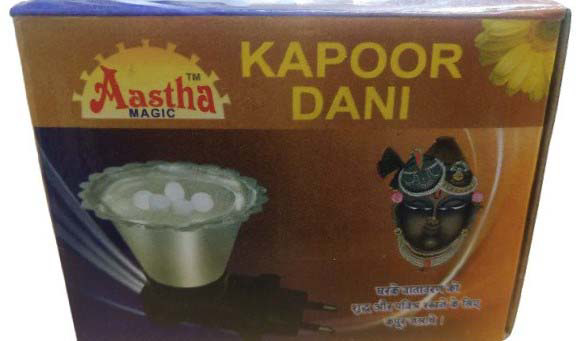 Aastha TM
MAGIC
KAPOOR
DANI
घरके वातावरण को
शुद्ध और पवित्र रखने के लिए
कपुर जलाये।